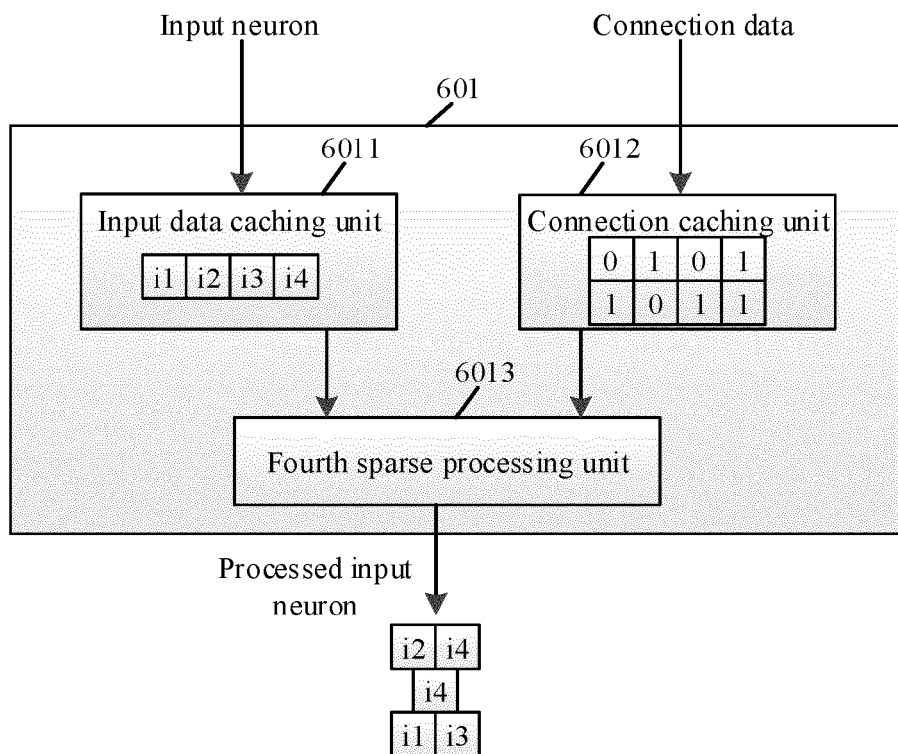 Input neuron
Connection data
601
6011
6012
Input data caching unit
i1 i2 i3 i4
Connection caching unit
0 1 0 1
1 0 1 1
6013
Fourth sparse processing unit
Processed input
neuron
i2 i4
i4
i1 i3